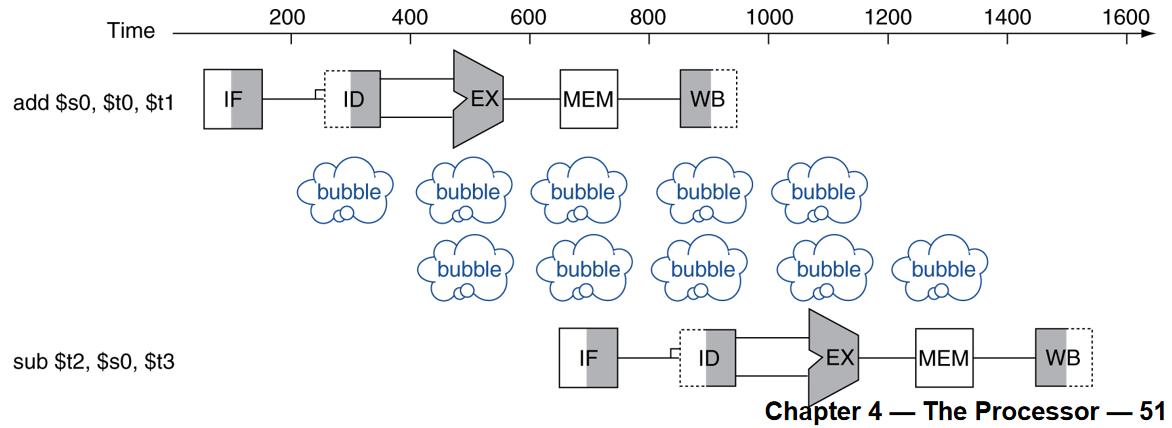 Time 200 400 600 800 1000 1200 1400 1600
add $s0, $t0, $t1 IF ID EX MEM WB
bubble bubble bubble bubble bubble
bubble bubble bubble bubble bubble
sub $t2, $s0, $t3 IF ID EX MEM WB
Chapter 4 — The Processor — 51